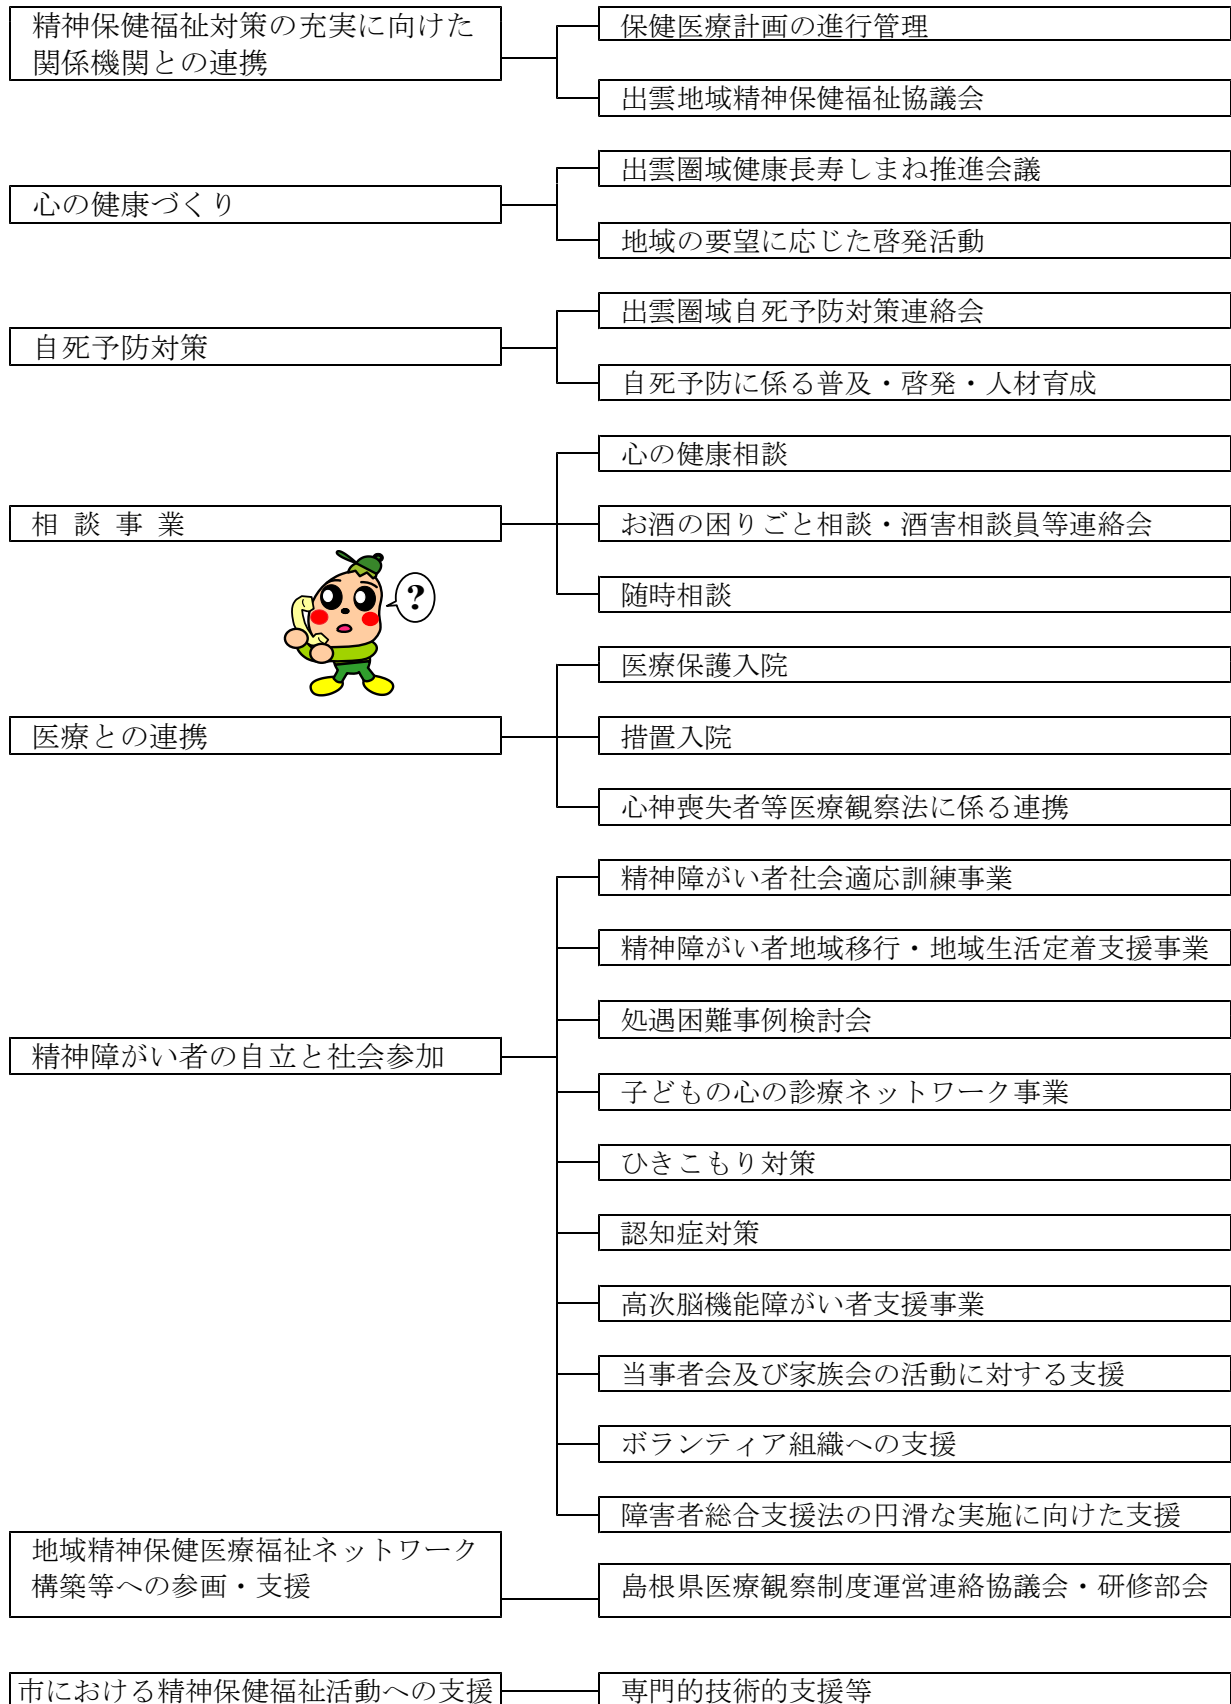 精神保健福祉対策の充実に向けた
関係機関との連携
保健医療計画の進行管理
出雲地域精神保健福祉協議会
心の健康づくり
出雲圏域健康長寿しまね推進会議
地域の要望に応じた啓発活動
自死予防対策
出雲圏域自死予防対策連絡会
自死予防に係る普及・啓発・人材育成
相 談 事 業
心の健康相談
お酒の困りごと相談・酒害相談員等連絡会
随時相談
?
医療との連携
医療保護入院
措置入院
心神喪失者等医療観察法に係る連携
精神障がい者の自立と社会参加
精神障がい者社会適応訓練事業
精神障がい者地域移行・地域生活定着支援事業
処遇困難事例検討会
子どもの心の診療ネットワーク事業
ひきこもり対策
認知症対策
高次脳機能障がい者支援事業
当事者会及び家族会の活動に対する支援
ボランティア組織への支援
障害者総合支援法の円滑な実施に向けた支援
地域精神保健医療福祉ネットワーク
構築等への参画・支援
島根県医療観察制度運営連絡協議会・研修部会
市における精神保健福祉活動への支援
専門的技術的支援等